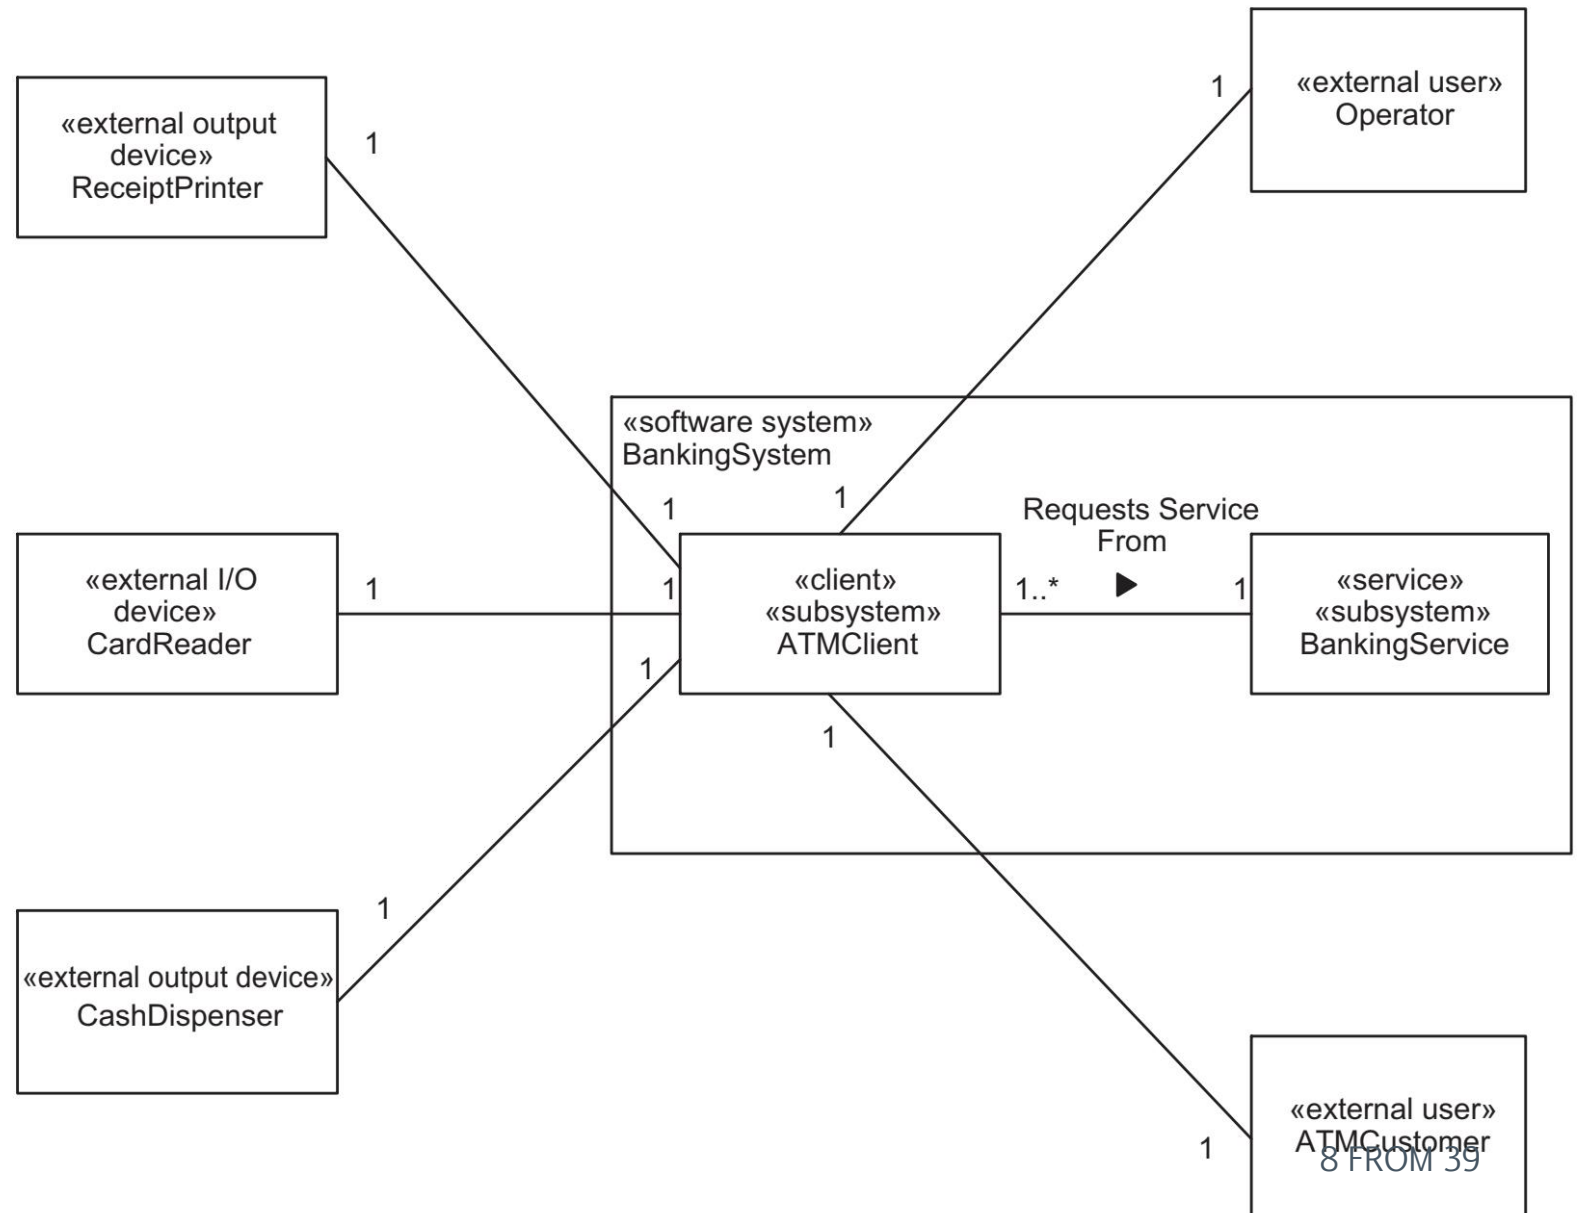 «external output
device»
ReceiptPrinter
1
1
«external user»
Operator
«software system»
BankingSystem
1
1
Requests Service
From
«external I/O
device»
CardReader
1
1
«client»
«subsystem»
ATMClient
1..*
1
«service»
«subsystem»
BankingService
1
1
1
«external output device»
CashDispenser
«external user»
ATMCustomer
1
8 FROM 39